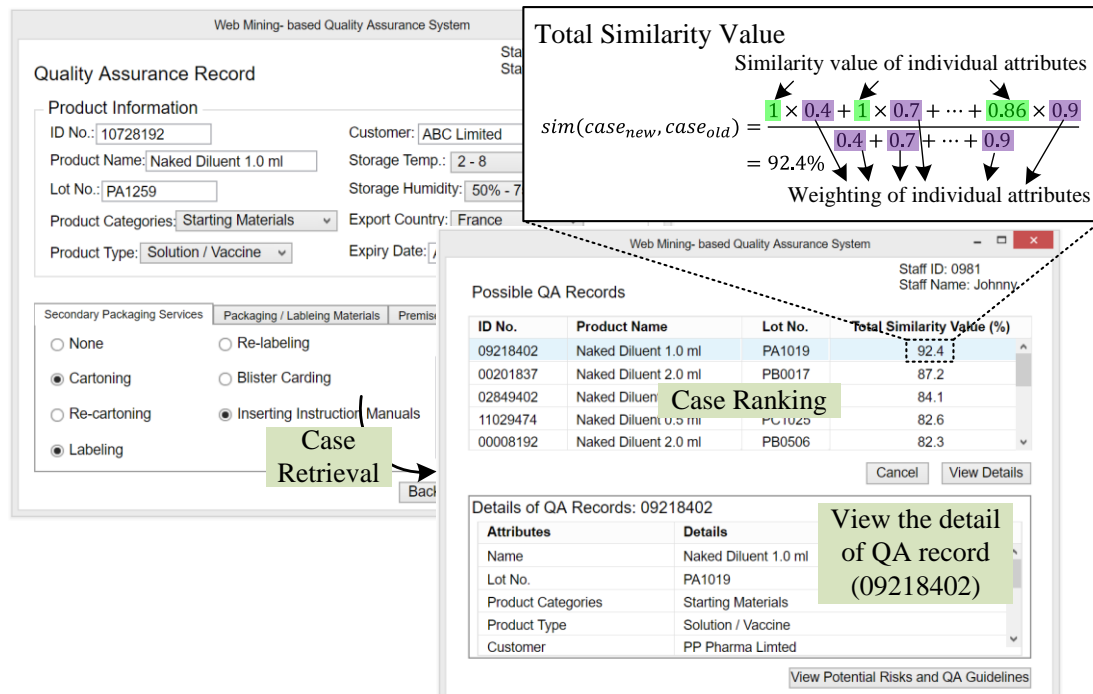 Web Mining- based Quality Assurance System
Sta
Sta
Quality Assurance Record
Product Information
ID No.: 10728192
Customer: ABC Limited
Product Name: Naked Diluent 1.0 ml
Storage Temp.: 2 - 8
Lot No.: PA1259
Storage Humidity: 50% - 7
Product Categories: Starting Materials
Export Country: France
Product Type: Solution / Vaccine
Expiry Date:
Secondary Packaging Services
Packaging / Lableing Materials
Premise
None
Re-labeling
Cartoning
Blister Carding
Re-cartoning
Inserting Instruction Manuals
Labeling
Case
Retrieval
Back
Total Similarity Value
Similarity value of individual attributes
1 × 0.4 + 1 × 0.7 + ⋯ + 0.86 × 0.9
sim(case_new, case_old) =
0.4 + 0.7 + ⋯ + 0.9
= 92.4%
Weighting of individual attributes
Web Mining- based Quality Assurance System
Staff ID: 0981
Staff Name: Johnny
Possible QA Records
ID No. Product Name Lot No. Total Similarity Value (%)
09218402 Naked Diluent 1.0 ml PA1019 92.4
00201837 Naked Diluent 2.0 ml PB0017 87.2
02849402 Naked Diluent 84.1
11029474 Naked Diluent 0.5 ml PC1025 82.6
00008192 Naked Diluent 2.0 ml PB0506 82.3
Case Ranking
Cancel View Details
Details of QA Records: 09218402
Attributes Details
Name Naked Diluent 1.0 ml
Lot No. PA1019
Product Categories Starting Materials
Product Type Solution / Vaccine
Customer PP Pharma Limted
View the detail
of QA record
(09218402)
View Potential Risks and QA Guidelines